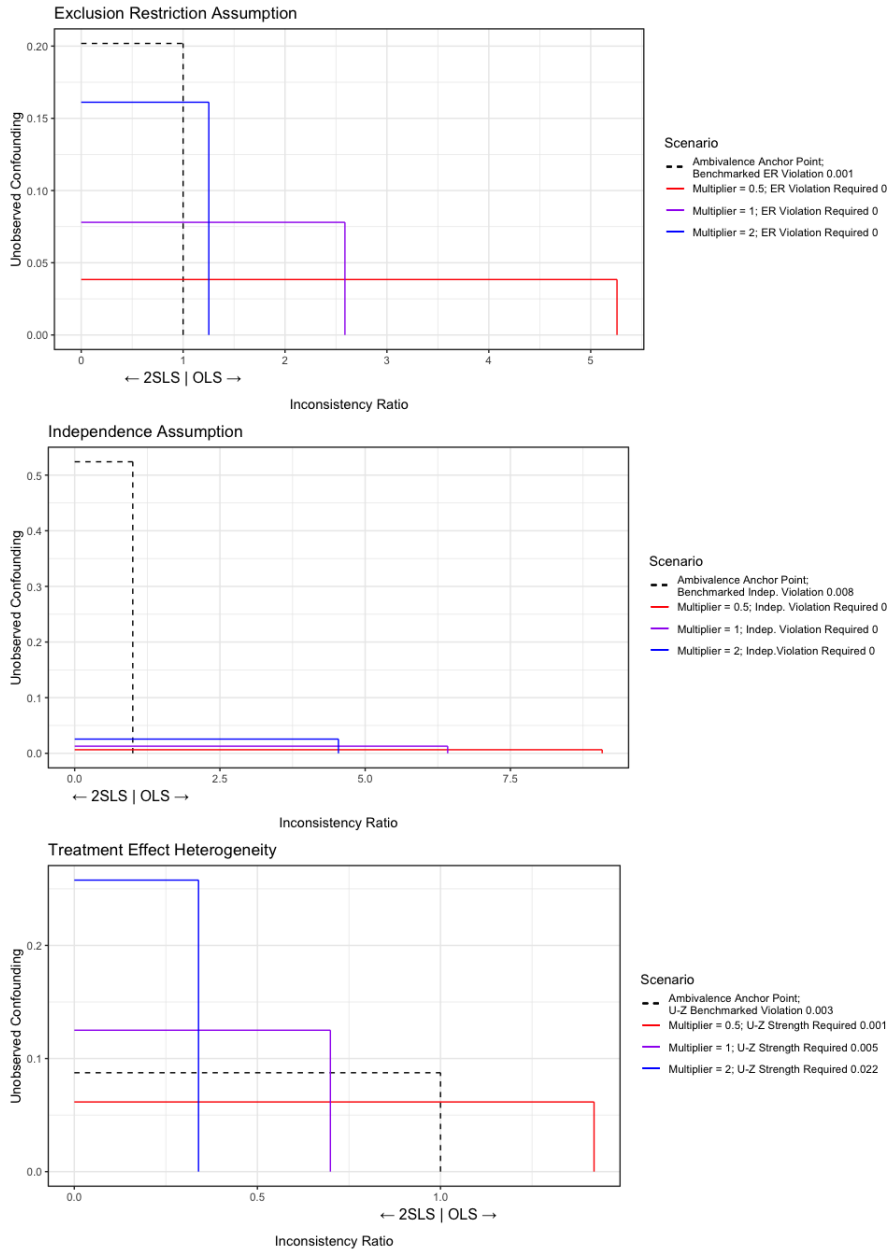 Exclusion Restriction Assumption
0.20
0.15
0.10
0.05
0.00
Unobserved Confounding
0 1 2 3 4 5
← 2SLS | OLS →
Inconsistency Ratio
Scenario
Ambivalence Anchor Point;
Benchmarked ER Violation 0.001
Multiplier = 0.5; ER Violation Required 0
Multiplier = 1; ER Violation Required 0
Multiplier = 2; ER Violation Required 0
Independence Assumption
0.5
0.4
0.3
0.2
0.1
0.0
Unobserved Confounding
0.0 2.5 5.0 7.5
← 2SLS | OLS →
Inconsistency Ratio
Scenario
Ambivalence Anchor Point;
Benchmarked Indep. Violation 0.008
Multiplier = 0.5; Indep. Violation Required 0
Multiplier = 1; Indep. Violation Required 0
Multiplier = 2; Indep.Violation Required 0
Treatment Effect Heterogeneity
0.2
0.1
0.0
Unobserved Confounding
0.0 0.5 1.0
← 2SLS | OLS →
Inconsistency Ratio
Scenario
Ambivalence Anchor Point;
U-Z Benchmarked Violation 0.003
Multiplier = 0.5; U-Z Strength Required 0.001
Multiplier = 1; U-Z Strength Required 0.005
Multiplier = 2; U-Z Strength Required 0.022